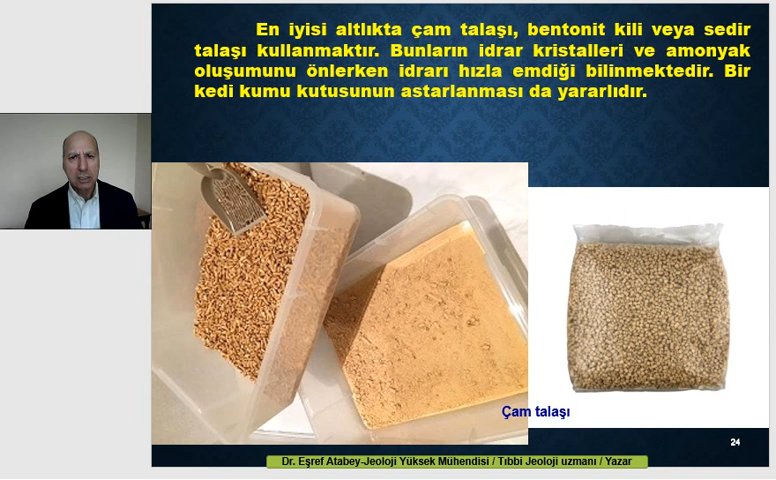 En iyisi altlıkta çam talaşı, bentonit kili veya sedir
talaşı kullanmaktır. Bunların idrar kristalleri ve amonyak
oluşumunu önlerken idrarı hızla emdiği bilinmektedir. Bir
kedi kumu kutusunun astarlanması da yararlıdır.
Çam talaşı
24
Dr. Eşref Atabey-Jeoloji Yüksek Mühendisi / Tıbbi Jeoloji uzmanı / Yazar